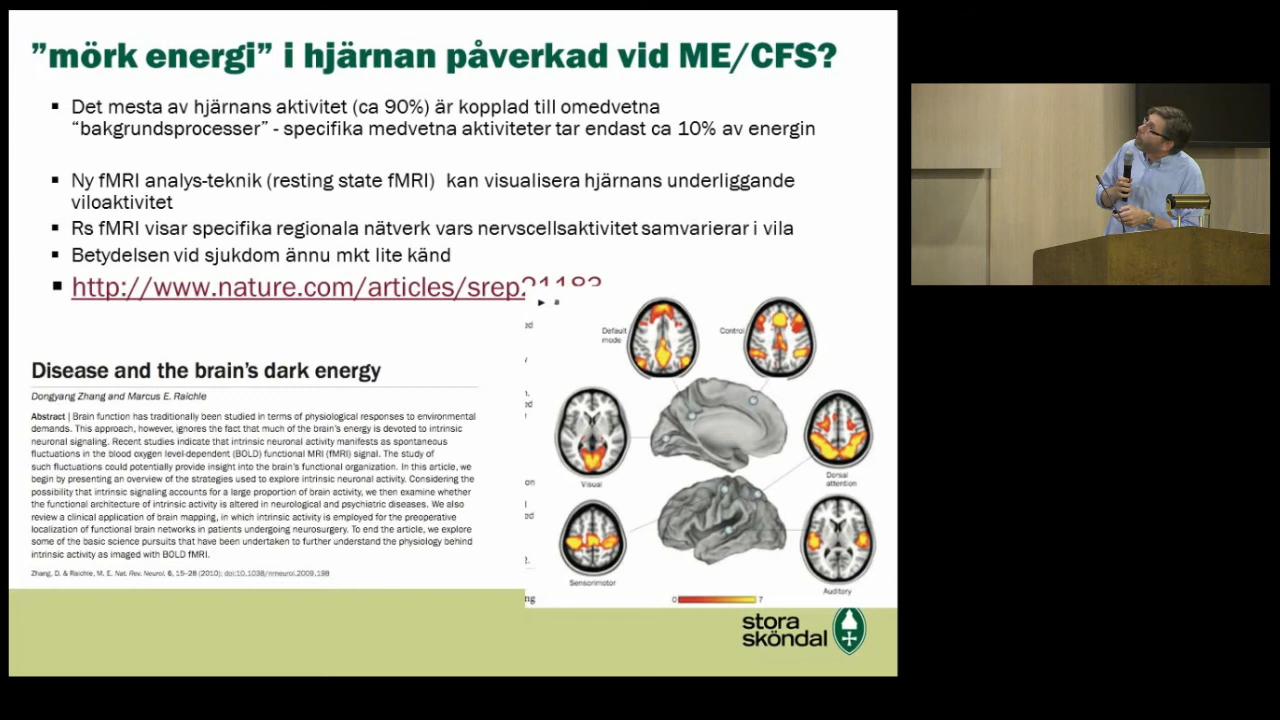 ”mörk energi” i hjärnan påverkad vid ME/CFS?
▪ Det mesta av hjärnans aktivitet (ca 90%) är kopplad till omedvetna
“bakgrundsprocesser” - specifika medvetna aktiviteter tar endast ca 10% av energin
▪ Ny fMRI analys-teknik (resting state fMRI) kan visualisera hjärnans underliggande
viloaktivitet
▪ Rs fMRI visar specifika regionala nätverk vars nervscellsaktivitet samvarierar i vila
▪ Betydelsen vid sjukdom ännu mkt lite känd
▪ http://www.nature.com/articles/srep21183
Disease and the brain’s dark energy
Dongyang Zhang and Marcus E. Raichle
Abstract | Brain function has traditionally been studied in terms of physiological responses to environmental
demands. This approach, however, ignores the fact that much of the brain’s energy is devoted to intrinsic
neuronal signaling. Recent studies indicate that intrinsic neuronal activity manifests as spontaneous
fluctuations in the blood oxygen level-dependent (BOLD) functional MRI (fMRI) signal. The study of
such fluctuations could potentially provide insight into the brain’s functional organization. In this article, we
begin by presenting an overview of the strategies used to explore intrinsic neuronal activity. Considering the
possibility that intrinsic signaling accounts for a large proportion of brain activity, we then examine whether
the functional architecture of intrinsic activity is altered in neurological and psychiatric diseases. We also
review a clinical application of brain mapping, in which intrinsic activity is employed for the preoperative
localization of functional brain networks in patients undergoing neurosurgery. To end the article, we explore
some of the basic science pursuits that have been undertaken to further understand the physiology behind
intrinsic activity as imaged with BOLD fMRI.
Zhang, D. & Raichle, M. E. Nat. Rev. Neurol. 6, 15–28 (2010); doi:10.1038/nrneurol.2009.198
a
Default
mode
Control
Visual
Dorsal
attention
Sensorimotor
Auditory
0 7
ed
on
ed
ng
stora
sköndal